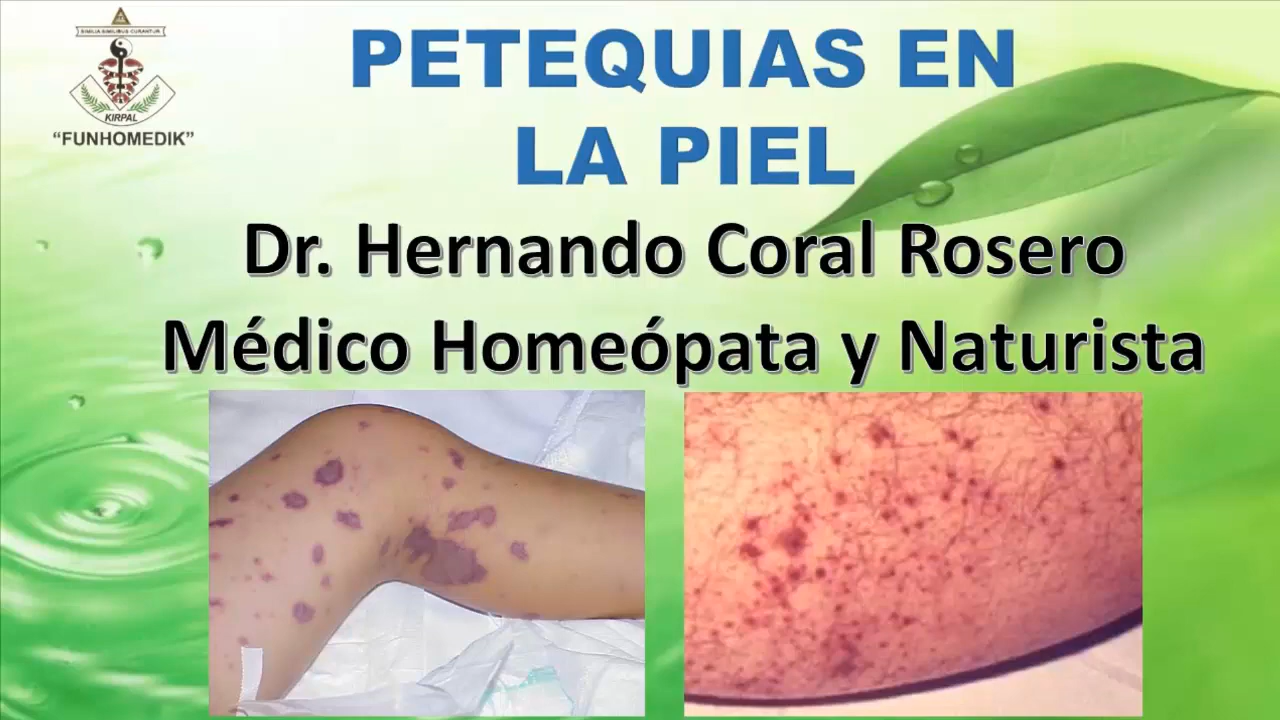 SIMILIA SIMILIBUS CURANTUR
KIRPAL
“FUNHOMEDIK”
PETEQUIAS EN
LA PIEL
Dr. Hernando Coral Rosero
Médico Homeópata y Naturista